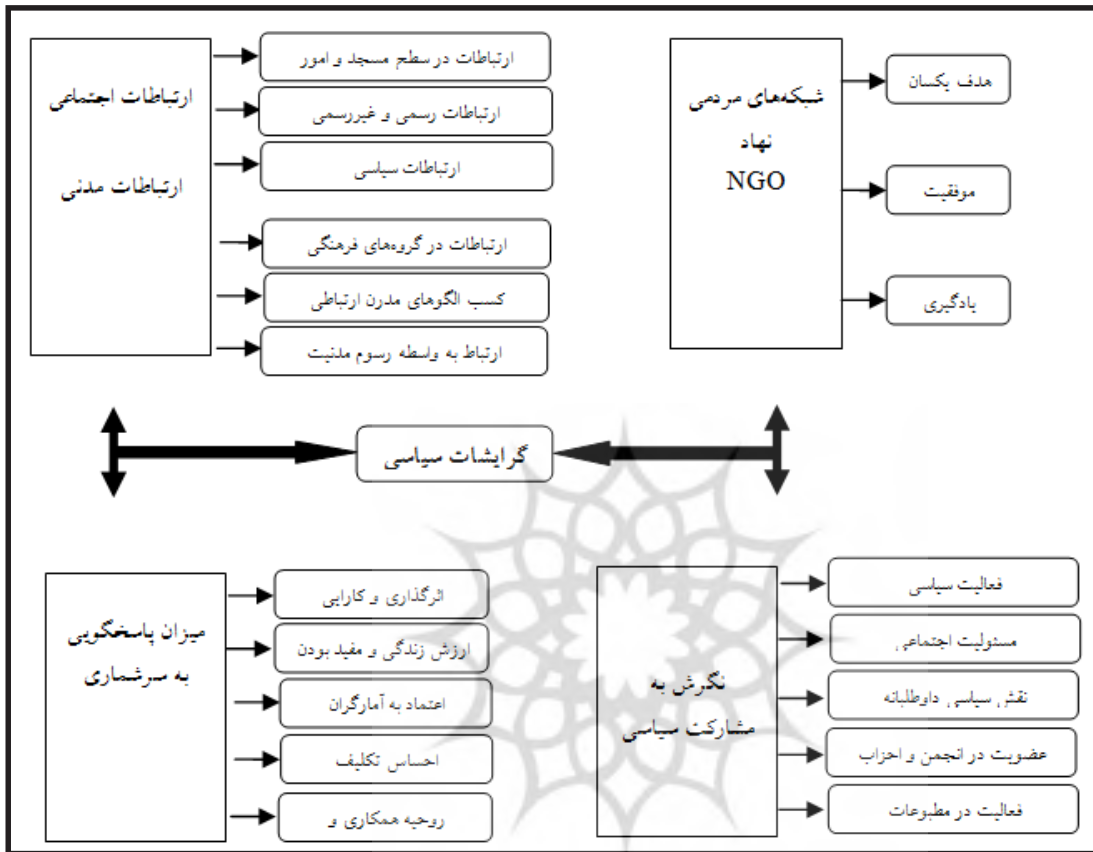 شبکه‌های مردمی
نهاد
NGO
هدف یکسان
موفقیت
یادگیری
ارتباطات اجتماعی
ارتباطات مدنی
ارتباطات در سطح مسجد و امور
ارتباطات رسمی و غیررسمی
ارتباطات سیاسی
ارتباطات در گروه‌های فرهنگی
کسب الگوهای مدرن ارتباطی
ارتباط به واسطه رسوم مدنیت
گرایشات سیاسی
نگرش به
مشارکت سیاسی
فعالیت سیاسی
مسئولیت اجتماعی
نقش سیاسی داوطلبانه
عضویت در انجمن و احزاب
فعالیت در مطبوعات
میزان پاسخگویی
به سرشماری
اثرگذاری و کارایی
ارزش زندگی و مفید بودن
اعتماد به آمارگران
احساس تکلیف
روحیه همکاری و